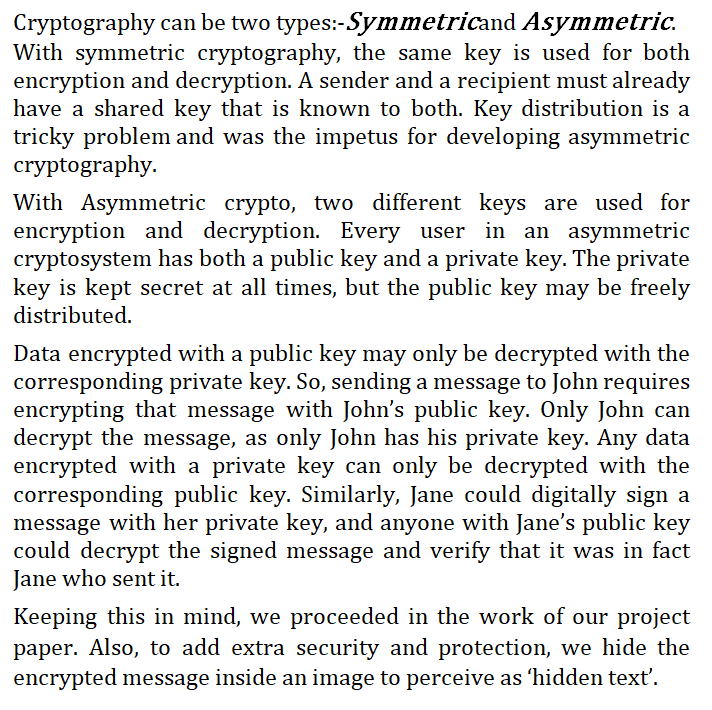 Cryptography can be two types:-Symmetricand Asymmetric.
With symmetric cryptography, the same key is used for both
encryption and decryption. A sender and a recipient must already
have a shared key that is known to both. Key distribution is a
tricky problem and was the impetus for developing asymmetric
cryptography.
With Asymmetric crypto, two different keys are used for
encryption and decryption. Every user in an asymmetric
cryptosystem has both a public key and a private key. The private
key is kept secret at all times, but the public key may be freely
distributed.
Data encrypted with a public key may only be decrypted with the
corresponding private key. So, sending a message to John requires
encrypting that message with John’s public key. Only John can
decrypt the message, as only John has his private key. Any data
encrypted with a private key can only be decrypted with the
corresponding public key. Similarly, Jane could digitally sign a
message with her private key, and anyone with Jane’s public key
could decrypt the signed message and verify that it was in fact
Jane who sent it.
Keeping this in mind, we proceeded in the work of our project
paper. Also, to add extra security and protection, we hide the
encrypted message inside an image to perceive as ‘hidden text’.